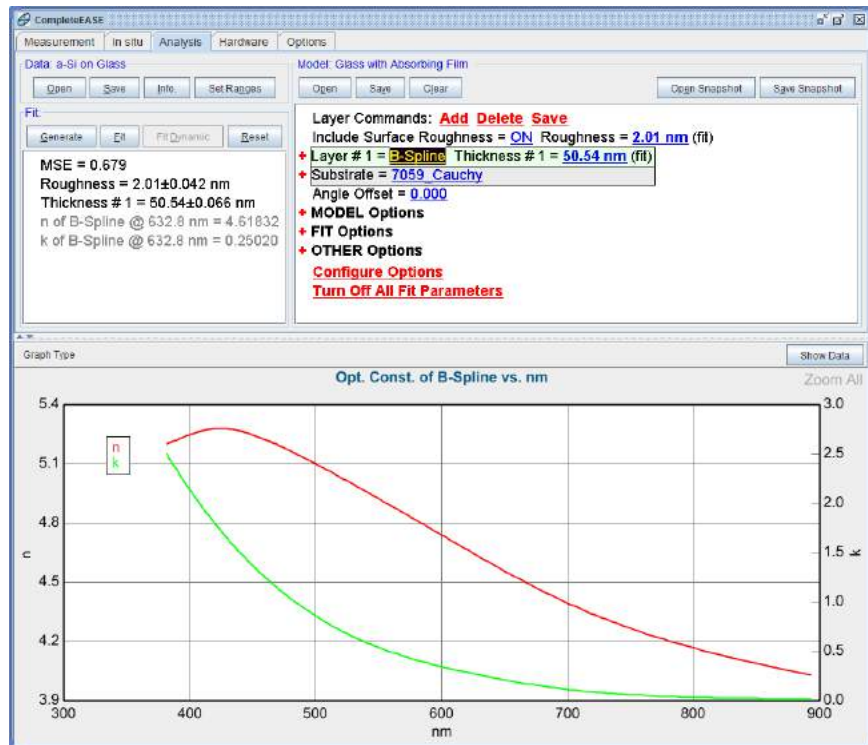 CompleteEASE
Measurement In situ Analysis Hardware Options
Data: a-Si on Glass
Open Save Info. Set Ranges
Fit:
Generate Fit Fit Dynamic Reset
MSE = 0.679
Roughness = 2.01±0.042 nm
Thickness # 1 = 50.54±0.066 nm
n of B-Spline @ 632.8 nm = 4.61832
k of B-Spline @ 632.8 nm = 0.25020
Model: Glass with Absorbing Film
Open Save Clear Open Snapshot Save Snapshot
Layer Commands: Add Delete Save
Include Surface Roughness = ON Roughness = 2.01 nm (fit)
+ Layer # 1 = B-Spline Thickness # 1 = 50.54 nm (fit)
+ Substrate = 7059_Cauchy
Angle Offset = 0.000
+ MODEL Options
+ FIT Options
+ OTHER Options
Configure Options
Turn Off All Fit Parameters
Graph Type Show Data
Opt. Const. of B-Spline vs. nm Zoom All
5.4 3.0
n
k
2.5
5.1
4.8 2.0
n 1.5 k
4.5
1.0
4.2
0.5
3.9 0.0
300 400 500 600 700 800 900
nm